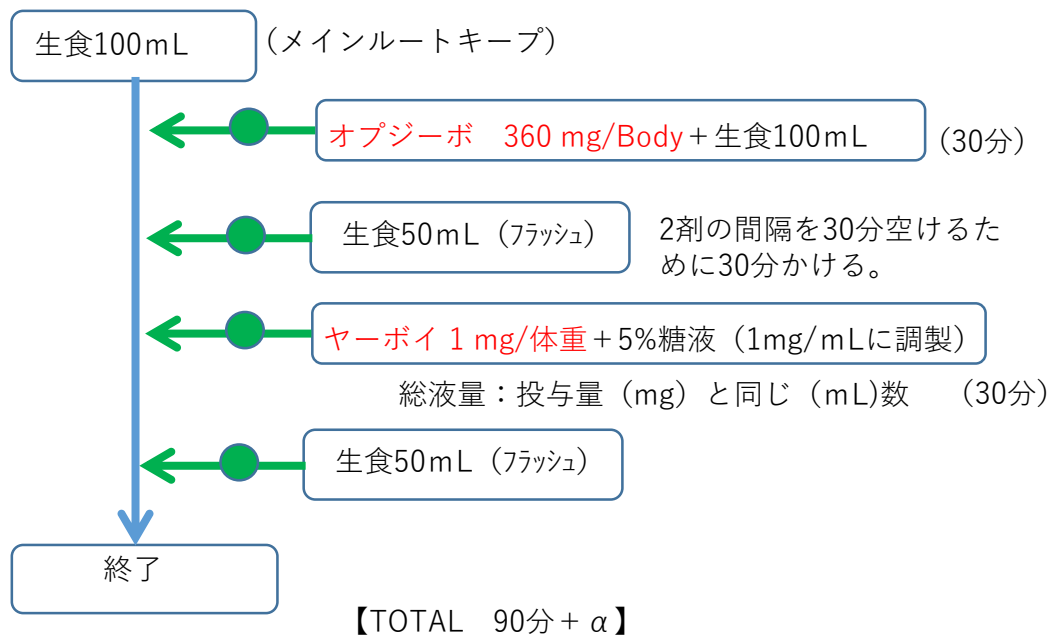 生食100mL
(メインルートキープ)
オプジーボ　360 mg/Body＋生食100mL
(30分)
生食50mL（ﾌﾗｯｼｭ）
2剤の間隔を30分空けるた
めに30分かける。
ヤーボイ 1 mg/体重＋5%糖液（1mg/mLに調製）
総液量：投与量（mg）と同じ（mL)数　（30分）
生食50mL（ﾌﾗｯｼｭ）
終了
【TOTAL　90分＋α】